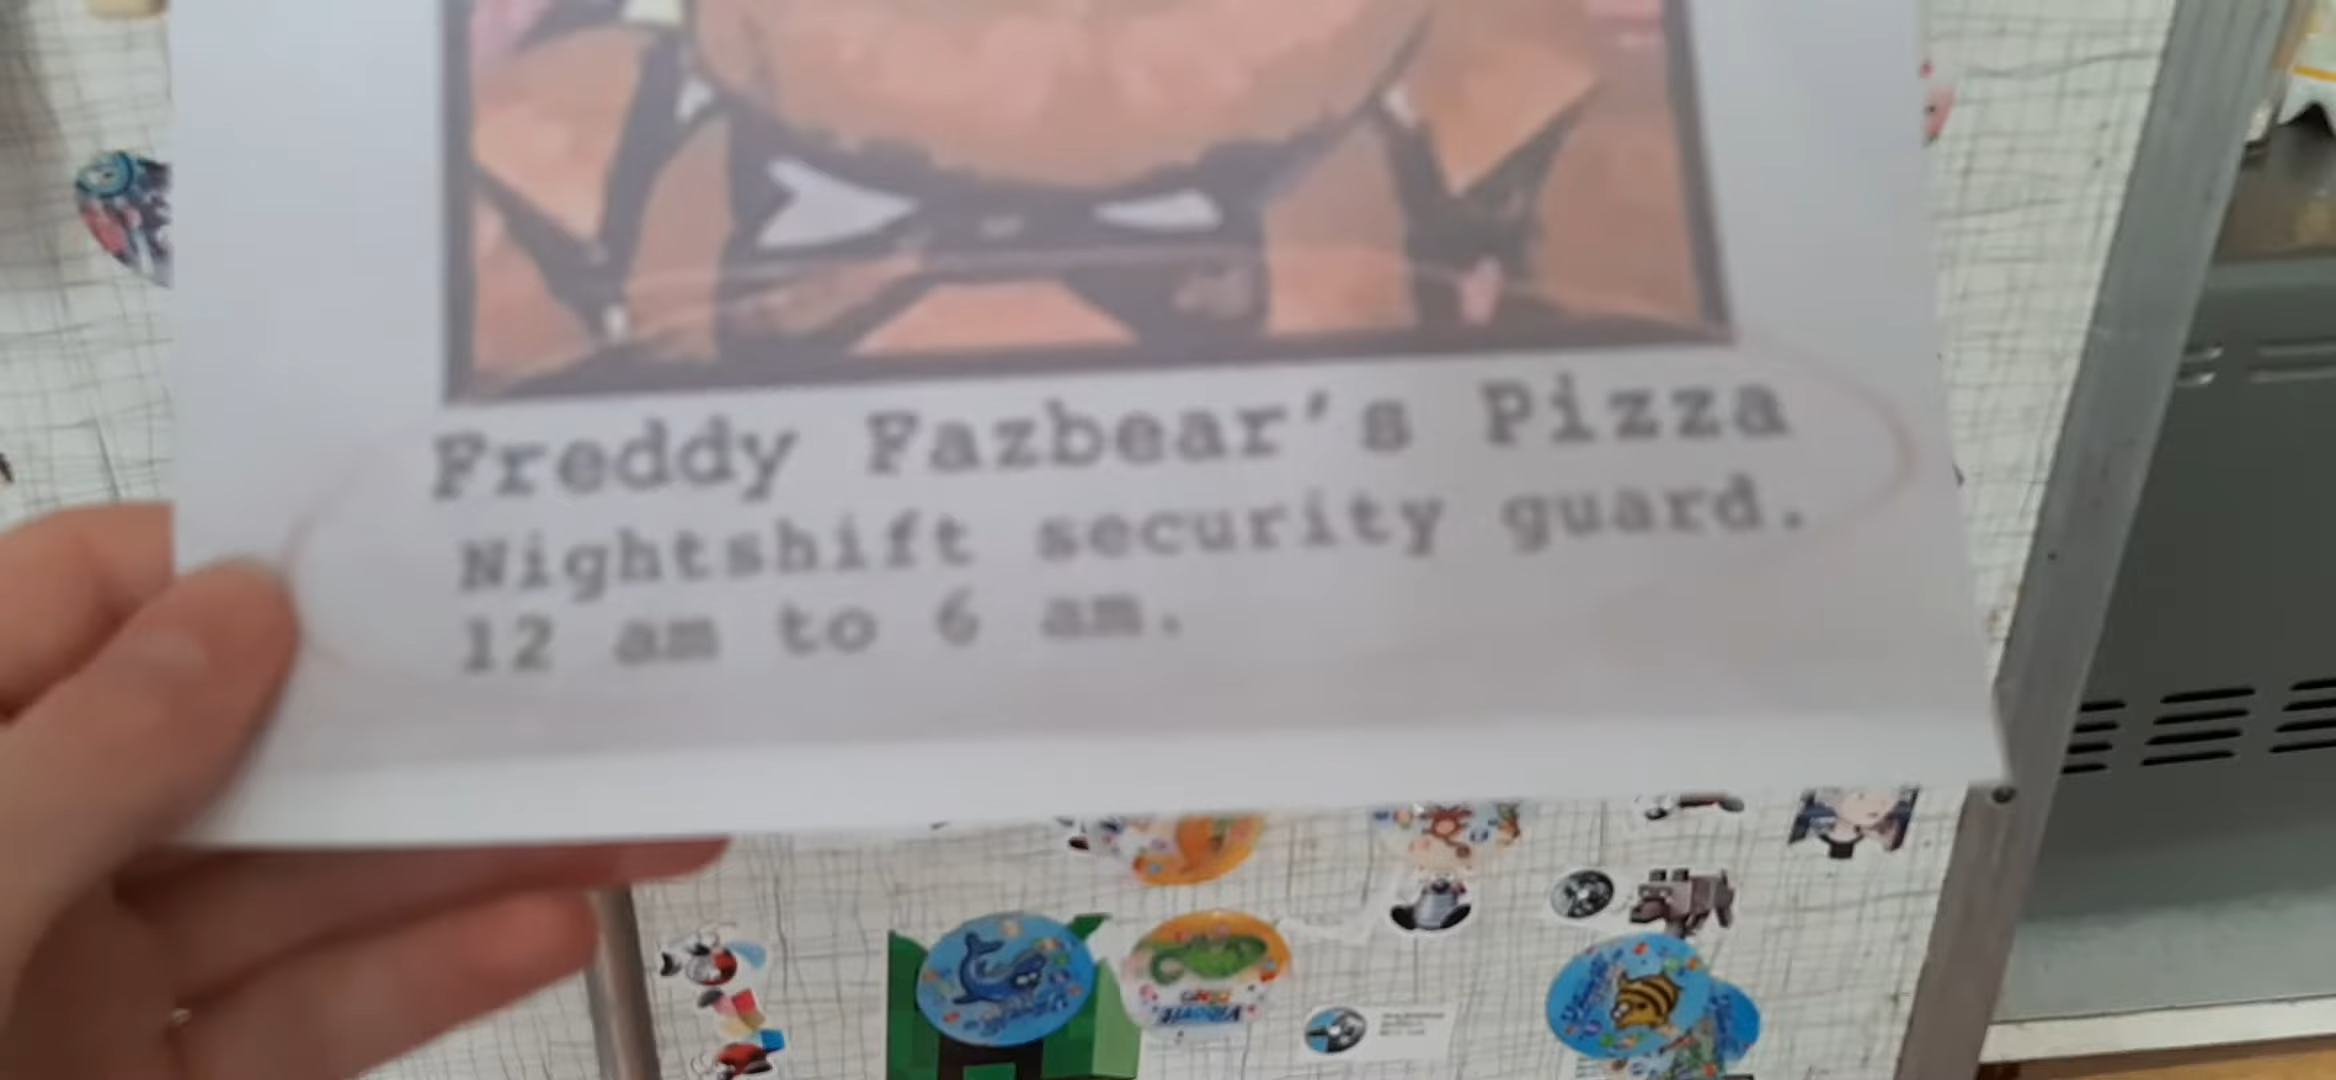 Freddy Fazbear's Pizza
Nightshift security guard.
12 am to 6 am.